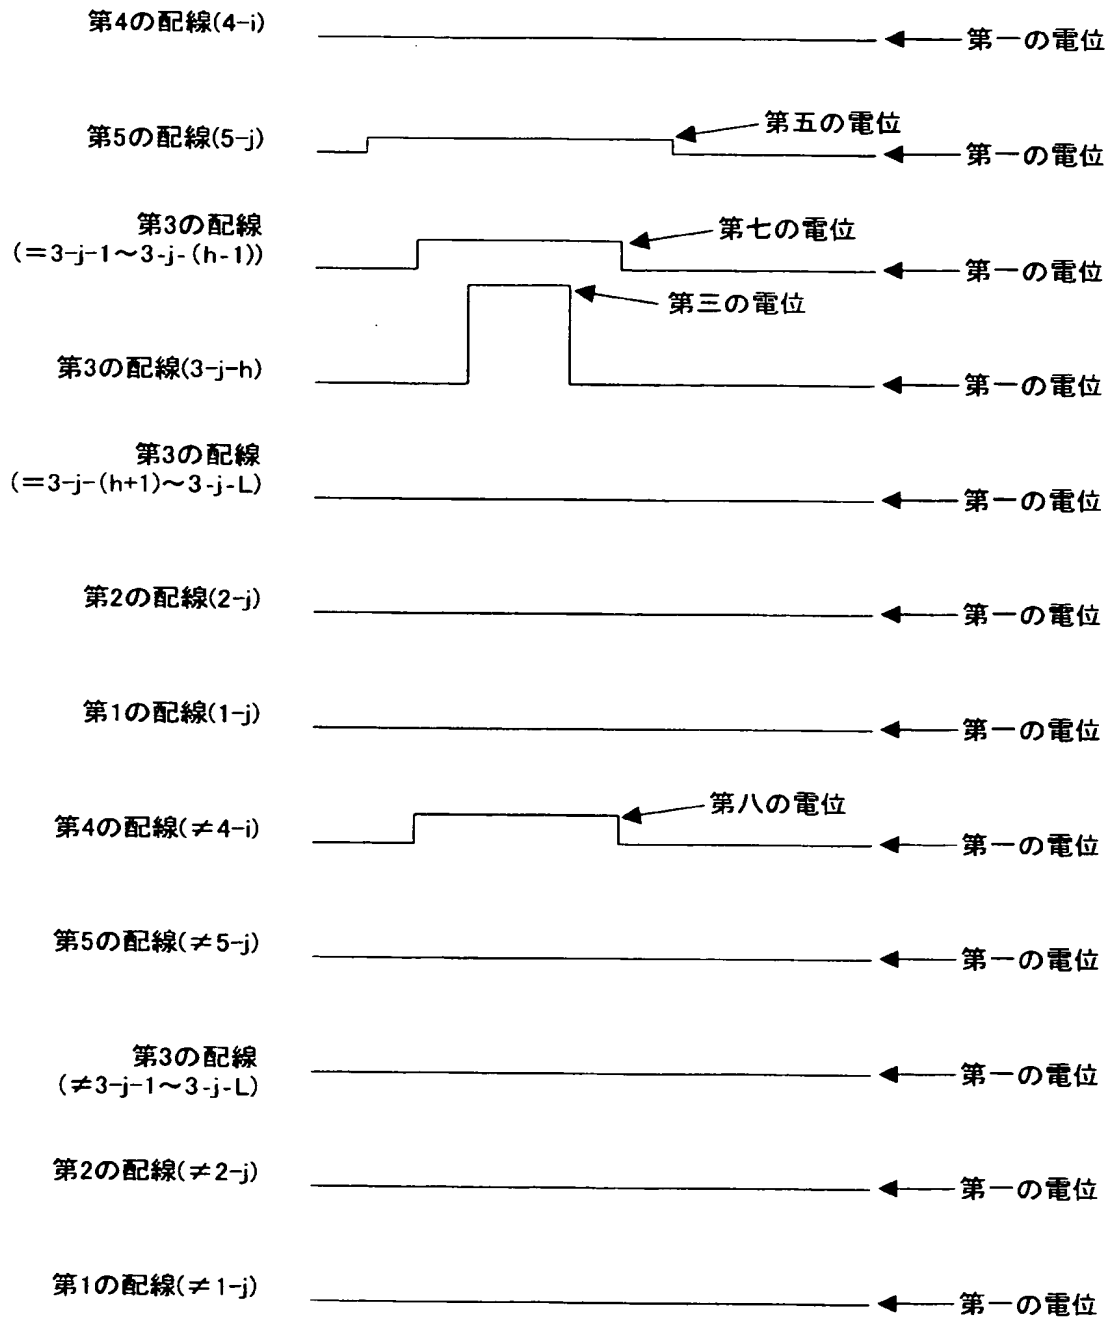 第4の配線(4-i)
第一の電位
第5の配線(5-j)
第五の電位
第一の電位
第3の配線
(＝3-j-1～3-j-(h-1))
第七の電位
第一の電位
第三の電位
第3の配線(3-j-h)
第一の電位
第3の配線
(＝3-j-(h+1)～3-j-L)
第一の電位
第2の配線(2-j)
第一の電位
第1の配線(1-j)
第一の電位
第八の電位
第4の配線(≠4-i)
第一の電位
第5の配線(≠5-j)
第一の電位
第3の配線
(≠3-j-1～3-j-L)
第一の電位
第2の配線(≠2-j)
第一の電位
第1の配線(≠1-j)
第一の電位